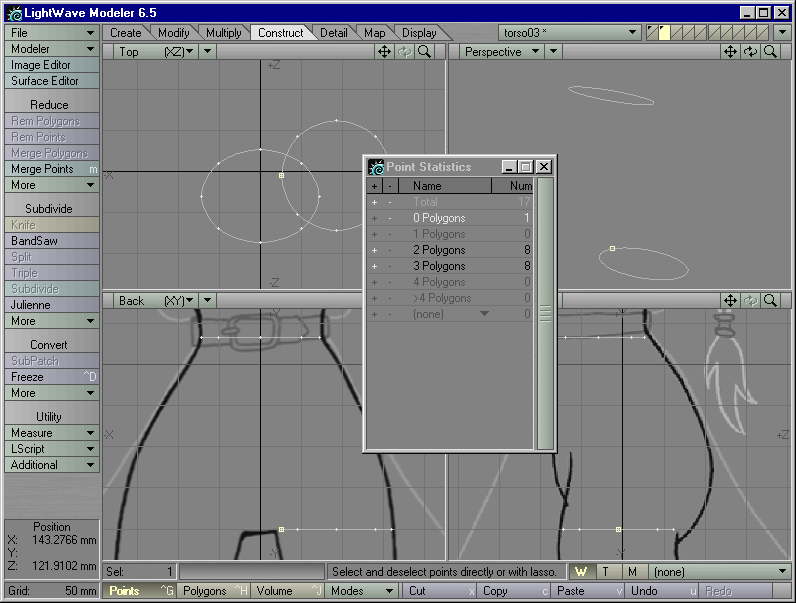 LightWave Modeler 6.5
File
Create Modify Multiply Construct Detail Map Display
torso03 *
Modeler
Image Editor
Surface Editor
Reduce
Rem Polygons
Rem Points
Merge Polygons
Merge Points m
More
Subdivide
Knife
BandSaw
Split
Triple
Subdivide
Julienne
More
Convert
SubPatch
Freeze ^D
More
Utility
Measure
LScript
Additional
Top (XZ)
Perspective
+Z
-X
-Z
Back (XY)
-X
+Z
Point Statistics
+ - Name Num
+ - Total 17
+ - 0 Polygons 1
+ - 1 Polygons 0
+ - 2 Polygons 8
+ - 3 Polygons 8
+ - 4 Polygons 0
+ - >4 Polygons 0
+ - (none) 0
Position
X: 143.2766 mm
Y:
Z: 121.9102 mm
Grid: 50 mm
Sel: 1
Select and deselect points directly or with lasso.
W T M (none)
Points ^G Polygons ^H Volume ^J Modes Cut x Copy c Paste v Undo u Redo